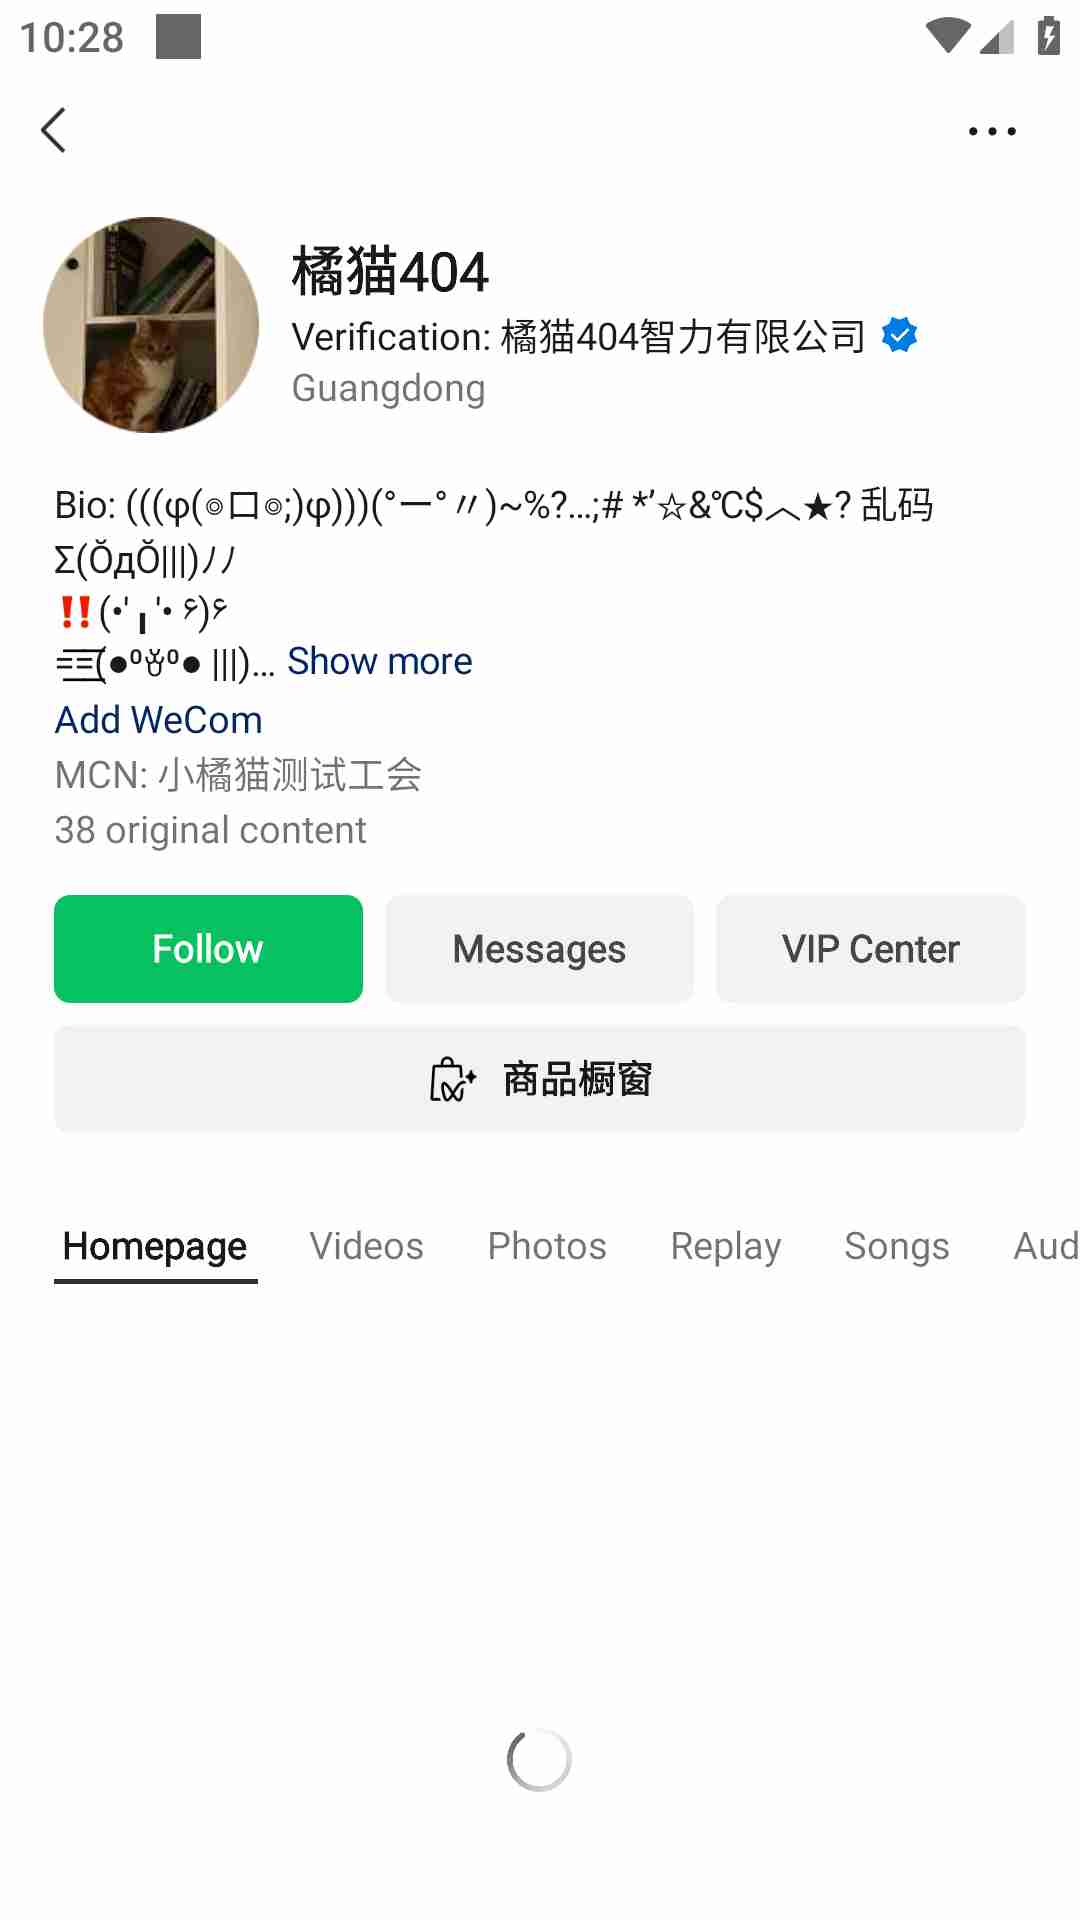 10:28
橘猫404
Verification: 橘猫404智力有限公司
Guangdong
Bio: (((φ(◎ロ◎;)φ)))(°ー°〃)~%?…;# *’☆&℃$︿★? 乱码
Σ(ŎдŎ|||)ﾉﾉ
‼️(•'╻'• ۶)۶
=͟͟͞͞(●⁰ꈊ⁰● |||)... Show more
Add WeCom
MCN: 小橘猫测试工会
38 original content
Follow
Messages
VIP Center
商品橱窗
Homepage
Videos
Photos
Replay
Songs
Aud